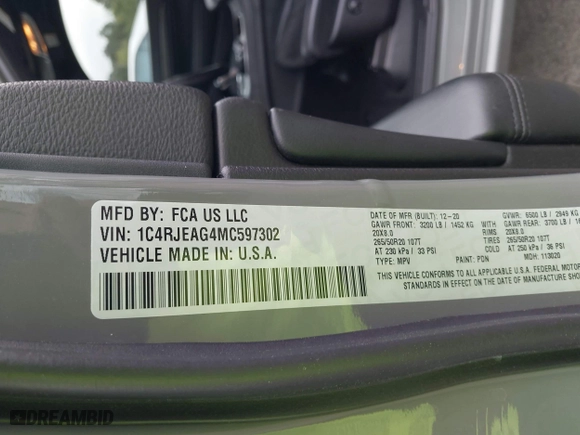 MFD BY: FCA US LLC
VIN: 1C4RJEAG4MC597302
VEHICLE MADE IN: U.S.A.
DATE OF MFR (BUILT): 12-20
GVWR: 6500 LB / 2949 KG
GAWR FRONT: 3200 LB / 1452 KG
GAWR REAR: 3700 LB /
20X8.0
RIMS
20X8.0
265/50R20 107T
TIRES
265/50R20 107T
AT 230 kPa / 33 PSI
COLD
AT 250 kPa / 36 PSI
TYPE: MPV
PAINT: PDN
MDH: 113020
THIS VEHICLE CONFORMS TO ALL APPLICABLE U.S.A. FEDERAL MOTOR
STANDARDS IN EFFECT ON THE DATE OF MANUFACTURE
DREAMBID